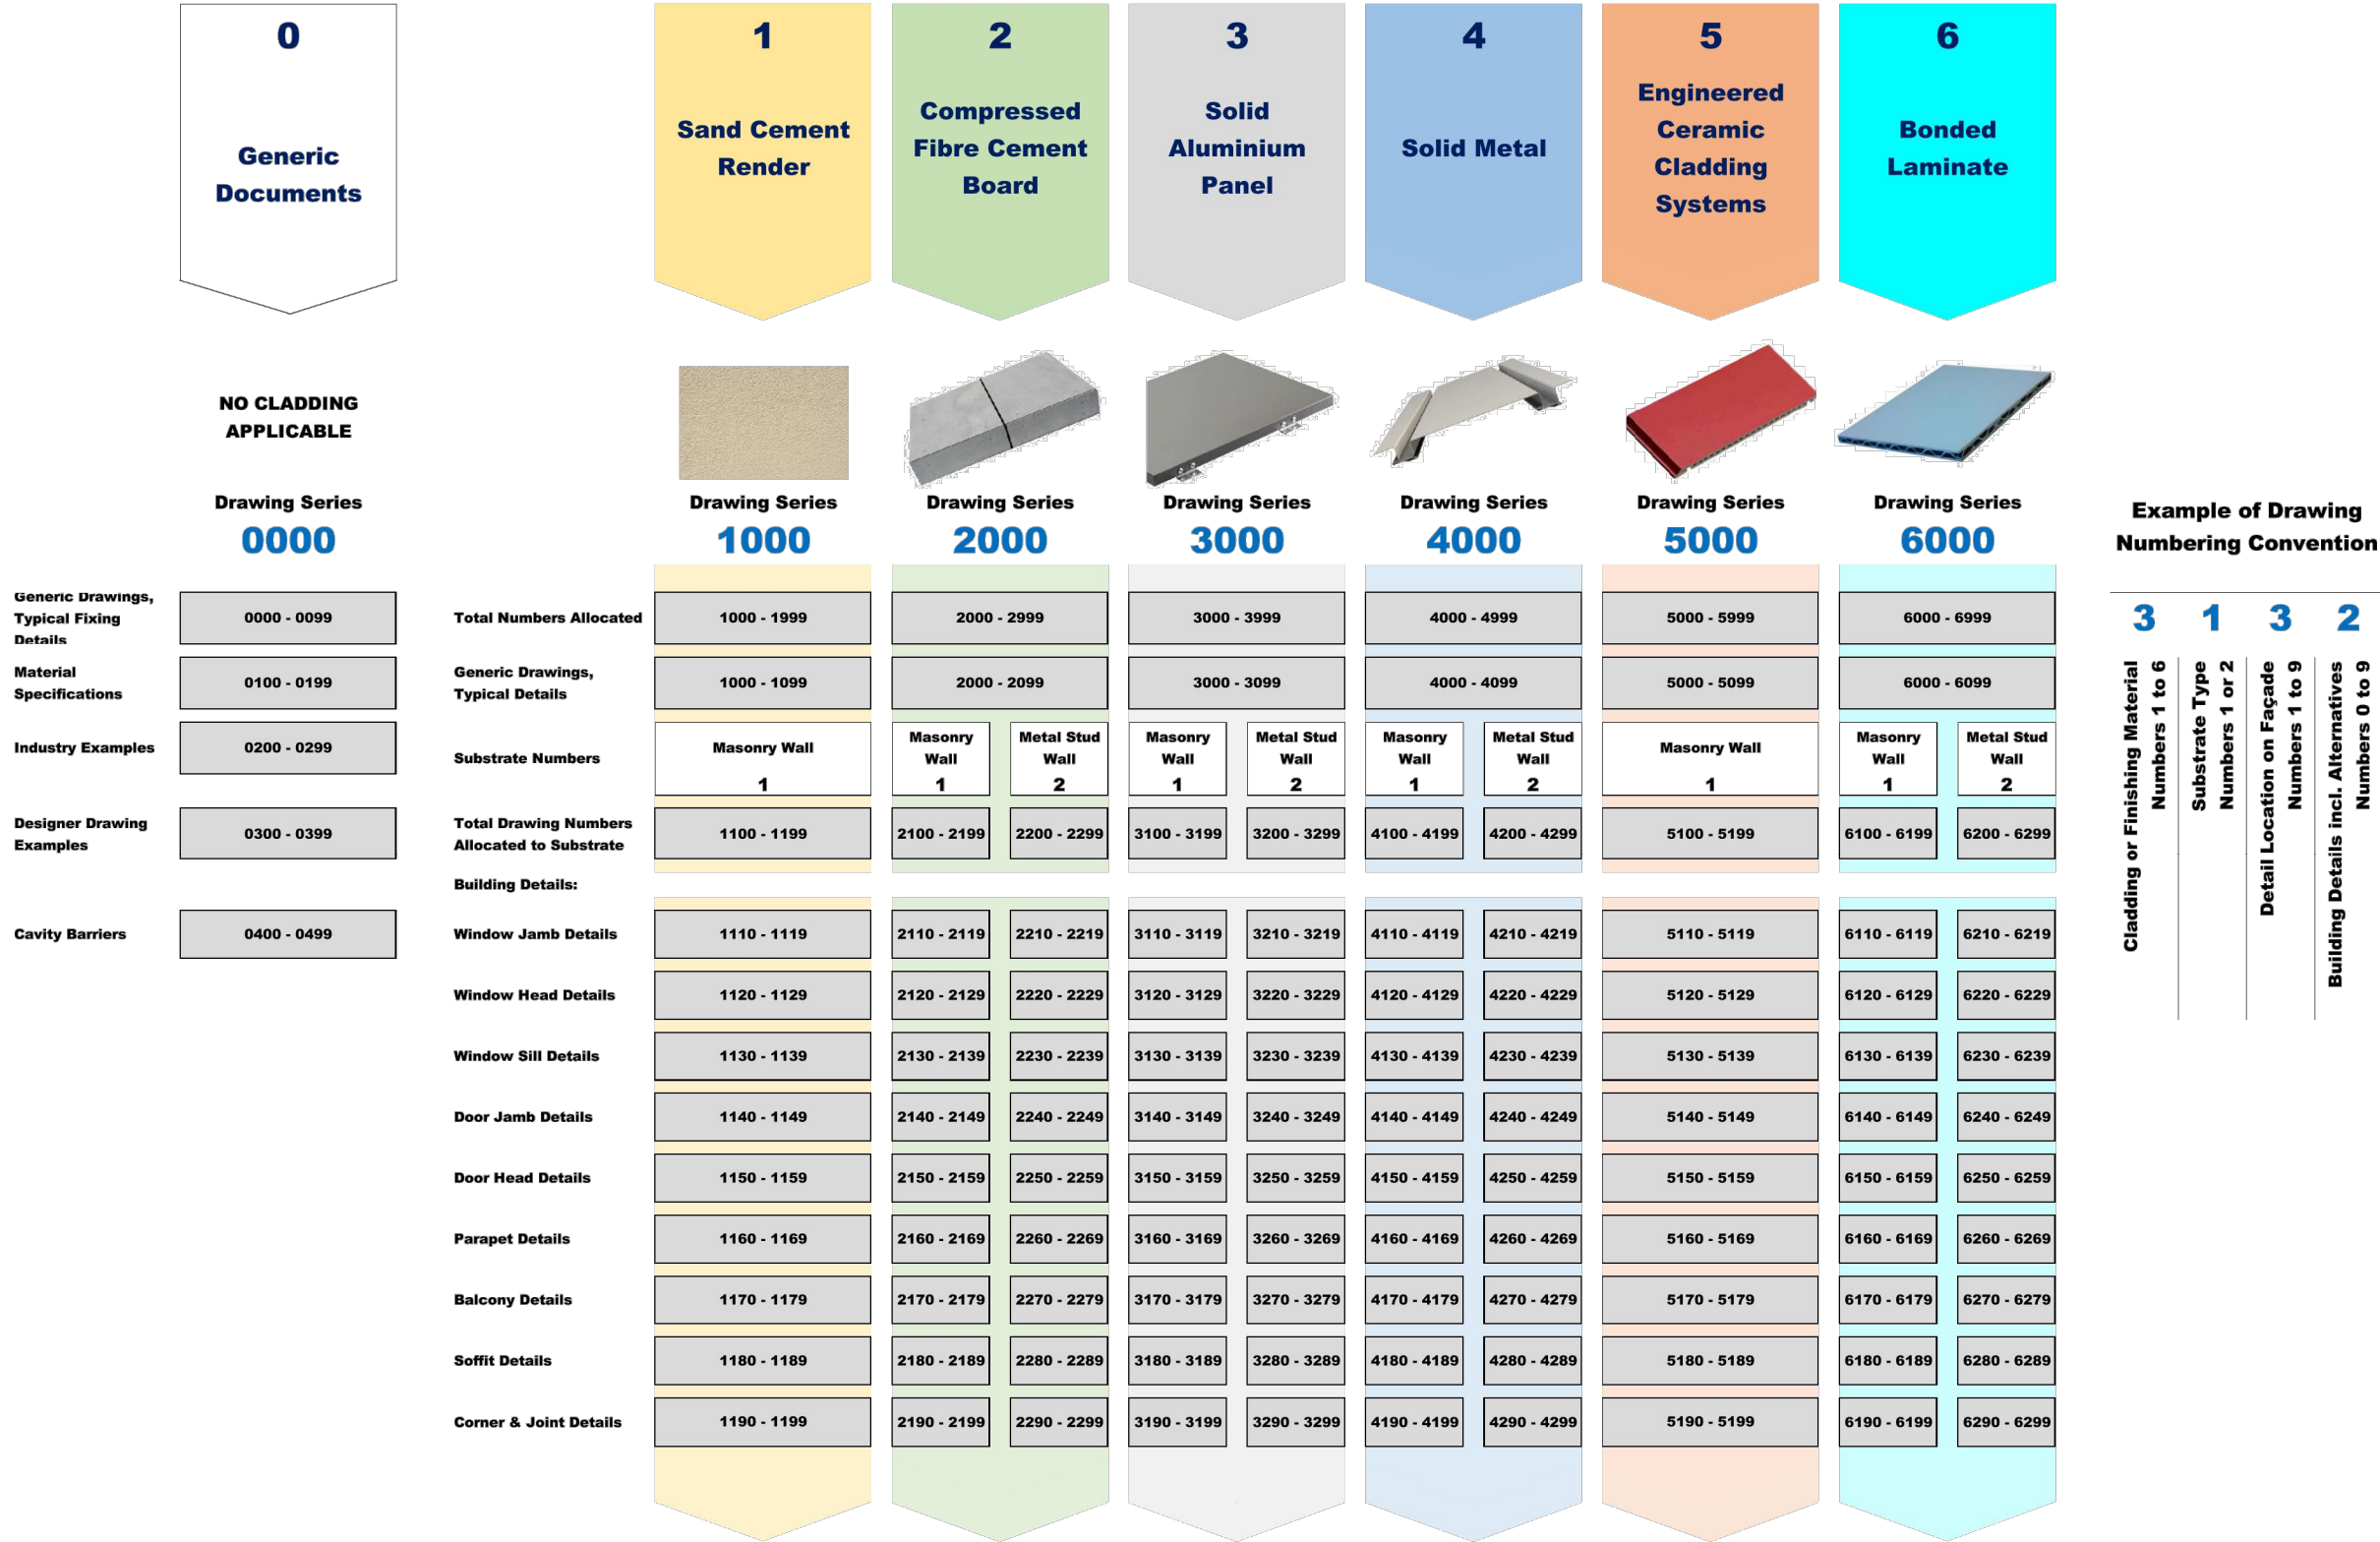 0
Generic
Documents
1
Sand Cement
Render
2
Compressed
Fibre Cement
Board
3
Solid
Aluminium
Panel
4
Solid Metal
5
Engineered
Ceramic
Cladding
Systems
6
Bonded
Laminate
NO CLADDING
APPLICABLE
Drawing Series
0000
Drawing Series
1000
Drawing Series
2000
Drawing Series
3000
Drawing Series
4000
Drawing Series
5000
Drawing Series
6000
Generic Drawings,
Typical Fixing
Details
0000 - 0099
Material
Specifications
0100 - 0199
Industry Examples
0200 - 0299
Designer Drawing
Examples
0300 - 0399
Cavity Barriers
0400 - 0499
Total Numbers Allocated
1000 - 1999
2000 - 2999
3000 - 3999
4000 - 4999
5000 - 5999
6000 - 6999
Generic Drawings,
Typical Details
1000 - 1099
2000 - 2099
3000 - 3099
4000 - 4099
5000 - 5099
6000 - 6099
Substrate Numbers
Masonry Wall
1
Masonry
Wall
1
Metal Stud
Wall
2
Masonry
Wall
1
Metal Stud
Wall
2
Masonry
Wall
1
Metal Stud
Wall
2
Masonry Wall
1
Masonry
Wall
1
Metal Stud
Wall
2
Total Drawing Numbers
Allocated to Substrate
1100 - 1199
2100 - 2199
2200 - 2299
3100 - 3199
3200 - 3299
4100 - 4199
4200 - 4299
5100 - 5199
6100 - 6199
6200 - 6299
Building Details:
Window Jamb Details
1110 - 1119
2110 - 2119
2210 - 2219
3110 - 3119
3210 - 3219
4110 - 4119
4210 - 4219
5110 - 5119
6110 - 6119
6210 - 6219
Window Head Details
1120 - 1129
2120 - 2129
2220 - 2229
3120 - 3129
3220 - 3229
4120 - 4129
4220 - 4229
5120 - 5129
6120 - 6129
6220 - 6229
Window Sill Details
1130 - 1139
2130 - 2139
2230 - 2239
3130 - 3139
3230 - 3239
4130 - 4139
4230 - 4239
5130 - 5139
6130 - 6139
6230 - 6239
Door Jamb Details
1140 - 1149
2140 - 2149
2240 - 2249
3140 - 3149
3240 - 3249
4140 - 4149
4240 - 4249
5140 - 5149
6140 - 6149
6240 - 6249
Door Head Details
1150 - 1159
2150 - 2159
2250 - 2259
3150 - 3159
3250 - 3259
4150 - 4159
4250 - 4259
5150 - 5159
6150 - 6159
6250 - 6259
Parapet Details
1160 - 1169
2160 - 2169
2260 - 2269
3160 - 3169
3260 - 3269
4160 - 4169
4260 - 4269
5160 - 5169
6160 - 6169
6260 - 6269
Balcony Details
1170 - 1179
2170 - 2179
2270 - 2279
3170 - 3179
3270 - 3279
4170 - 4179
4270 - 4279
5170 - 5179
6170 - 6179
6270 - 6279
Soffit Details
1180 - 1189
2180 - 2189
2280 - 2289
3180 - 3189
3280 - 3289
4180 - 4189
4280 - 4289
5180 - 5189
6180 - 6189
6280 - 6289
Corner & Joint Details
1190 - 1199
2190 - 2199
2290 - 2299
3190 - 3199
3290 - 3299
4190 - 4199
4290 - 4299
5190 - 5199
6190 - 6199
6290 - 6299
Example of Drawing
Numbering Convention
3
1
3
2
Cladding or Finishing Material
Numbers 1 to 6
Substrate Type
Numbers 1 or 2
Detail Location on Façade
Numbers 1 to 9
Building Details incl. Alternatives
Numbers 0 to 9